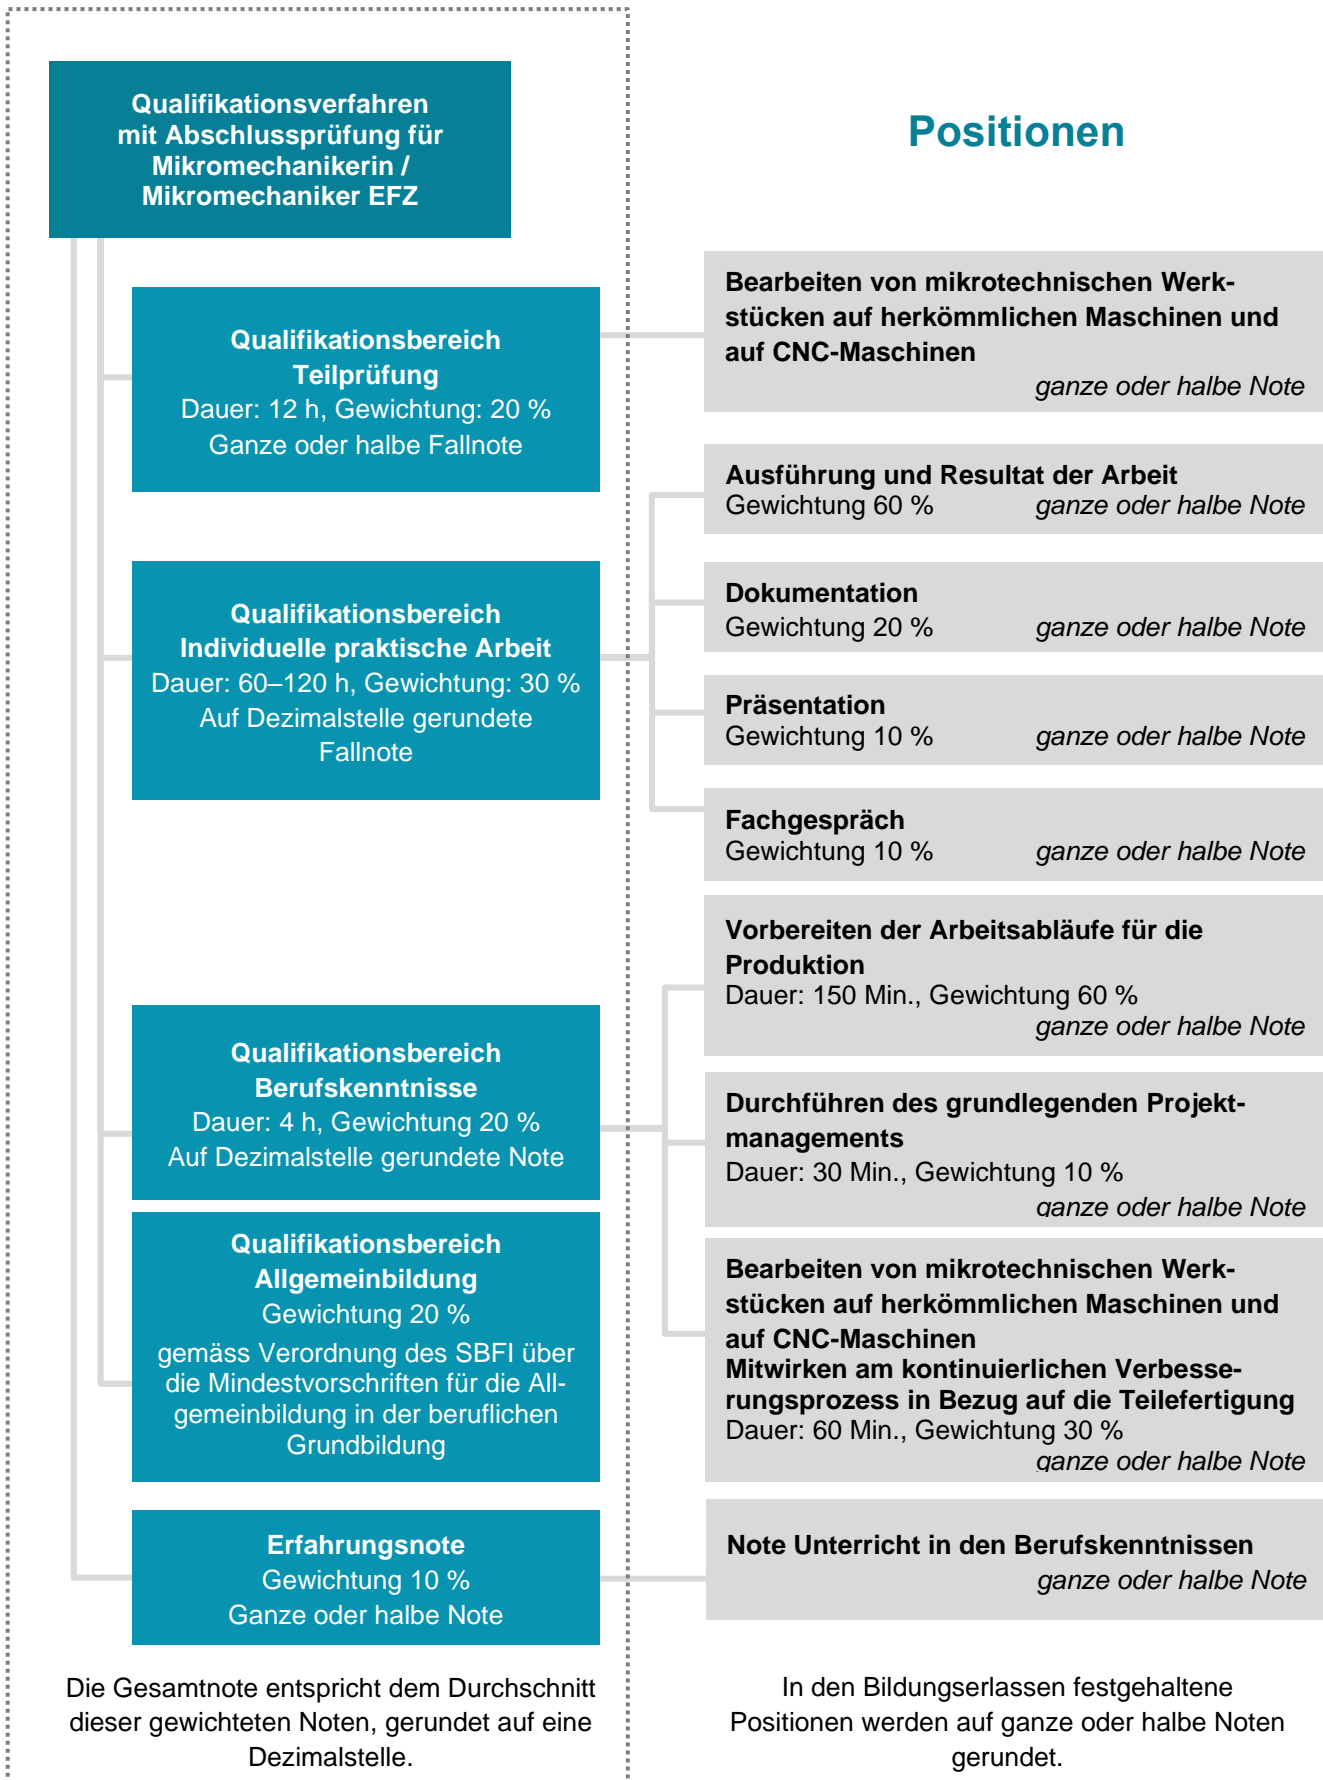 Qualifikationsverfahren
mit Abschlussprüfung für
Mikromechanikerin /
Mikromechaniker EFZ
Positionen
Qualifikationsbereich
Teilprüfung
Dauer: 12 h, Gewichtung: 20 %
Ganze oder halbe Fallnote
Bearbeiten von mikrotechnischen Werk-
stücken auf herkömmlichen Maschinen und
auf CNC-Maschinen
ganze oder halbe Note
Qualifikationsbereich
Individuelle praktische Arbeit
Dauer: 60–120 h, Gewichtung: 30 %
Auf Dezimalstelle gerundete
Fallnote
Ausführung und Resultat der Arbeit
Gewichtung 60 % ganze oder halbe Note
Dokumentation
Gewichtung 20 % ganze oder halbe Note
Präsentation
Gewichtung 10 % ganze oder halbe Note
Fachgespräch
Gewichtung 10 % ganze oder halbe Note
Qualifikationsbereich
Berufskenntnisse
Dauer: 4 h, Gewichtung 20 %
Auf Dezimalstelle gerundete Note
Vorbereiten der Arbeitsabläufe für die
Produktion
Dauer: 150 Min., Gewichtung 60 %
ganze oder halbe Note
Durchführen des grundlegenden Projekt-
managements
Dauer: 30 Min., Gewichtung 10 %
ganze oder halbe Note
Bearbeiten von mikrotechnischen Werk-
stücken auf herkömmlichen Maschinen und
auf CNC-Maschinen
Mitwirken am kontinuierlichen Verbesse-
rungsprozess in Bezug auf die Teilefertigung
Dauer: 60 Min., Gewichtung 30 %
ganze oder halbe Note
Qualifikationsbereich
Allgemeinbildung
Gewichtung 20 %
gemäss Verordnung des SBFI über
die Mindestvorschriften für die All-
gemeinbildung in der beruflichen
Grundbildung
Erfahrungsnote
Gewichtung 10 %
Ganze oder halbe Note
Note Unterricht in den Berufskenntnissen
ganze oder halbe Note
Die Gesamtnote entspricht dem Durchschnitt
dieser gewichteten Noten, gerundet auf eine
Dezimalstelle.
In den Bildungserlassen festgehaltene
Positionen werden auf ganze oder halbe Noten
gerundet.